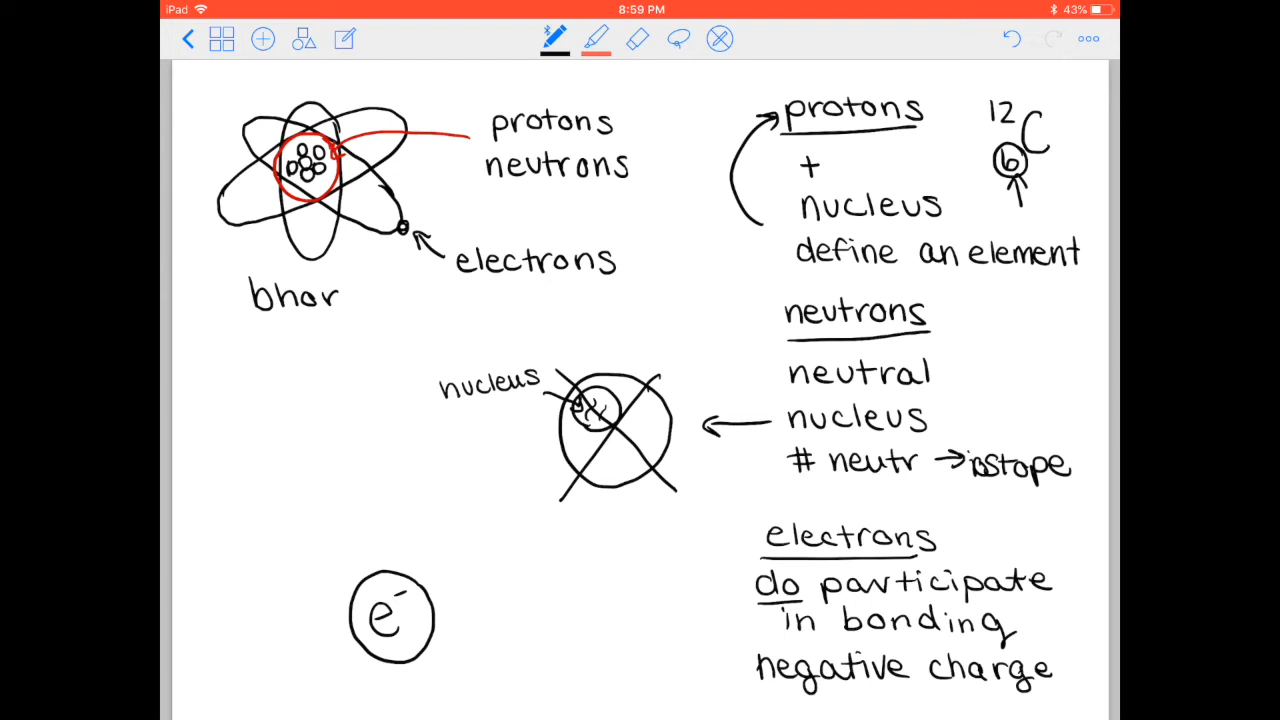 iPad
8:59 PM
43%
protons
neutrons
electrons
bhor
protons
+
nucleus
define an element
12
C
6
neutrons
neutral
nucleus
# neutr → isstope
nucleus
electrons
do participate
in bonding
negative charge
e⁻